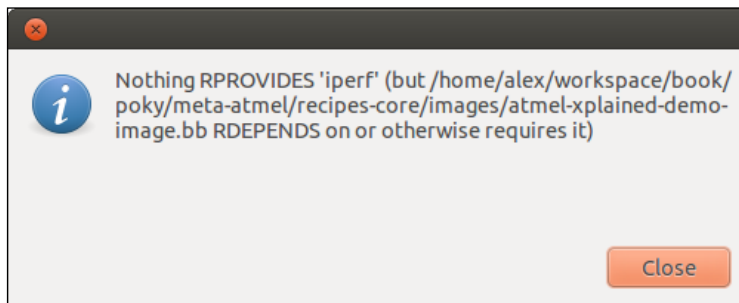 Nothing RPROVIDES 'iperf' (but /home/alex/workspace/book/
poky/meta-atmel/recipes-core/images/atmel-xplained-demo-
image.bb RDEPENDS on or otherwise requires it)
Close